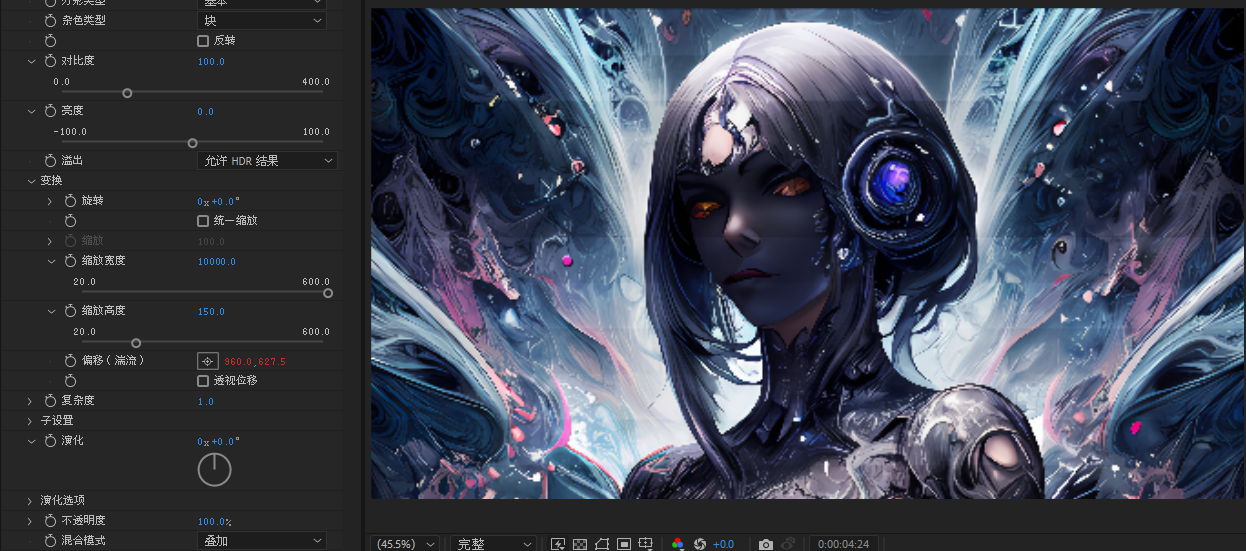 分形类型 基本
杂色类型 块
反转
对比度 100.0
0.0 400.0
亮度 0.0
-100.0 100.0
溢出 允许 HDR 结果
变换
旋转 0x+0.0°
统一缩放
缩放 100.0
缩放宽度 10000.0
20.0 600.0
缩放高度 150.0
20.0 600.0
偏移（湍流） 960.0,627.5
透视位移
复杂度 1.0
子设置
演化 0x+0.0°
演化选项
不透明度 100.0%
混合模式 叠加
(45.5%) 完整 +0.0 0:00:04:24